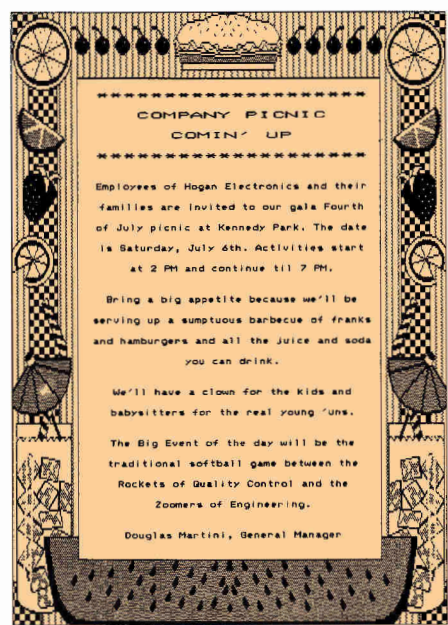 ********************
COMPANY PICNIC
COMIN' UP
********************
Employees of Hogan Electronics and their
families are invited to our gala Fourth
of July picnic at Kennedy Park. The date
is Saturday, July 6th. Activities start
at 2 PM and continue til 7 PM.
Bring a big appetite because we'll be
serving up a sumptuous barbecue of franks
and hamburgers and all the juice and soda
you can drink.
We'll have a clown for the kids and
babysitters for the real young 'uns.
The Big Event of the day will be the
traditional softball game between the
Rockets of Quality Control and the
Zoomers of Engineering.
Douglas Martini, General Manager